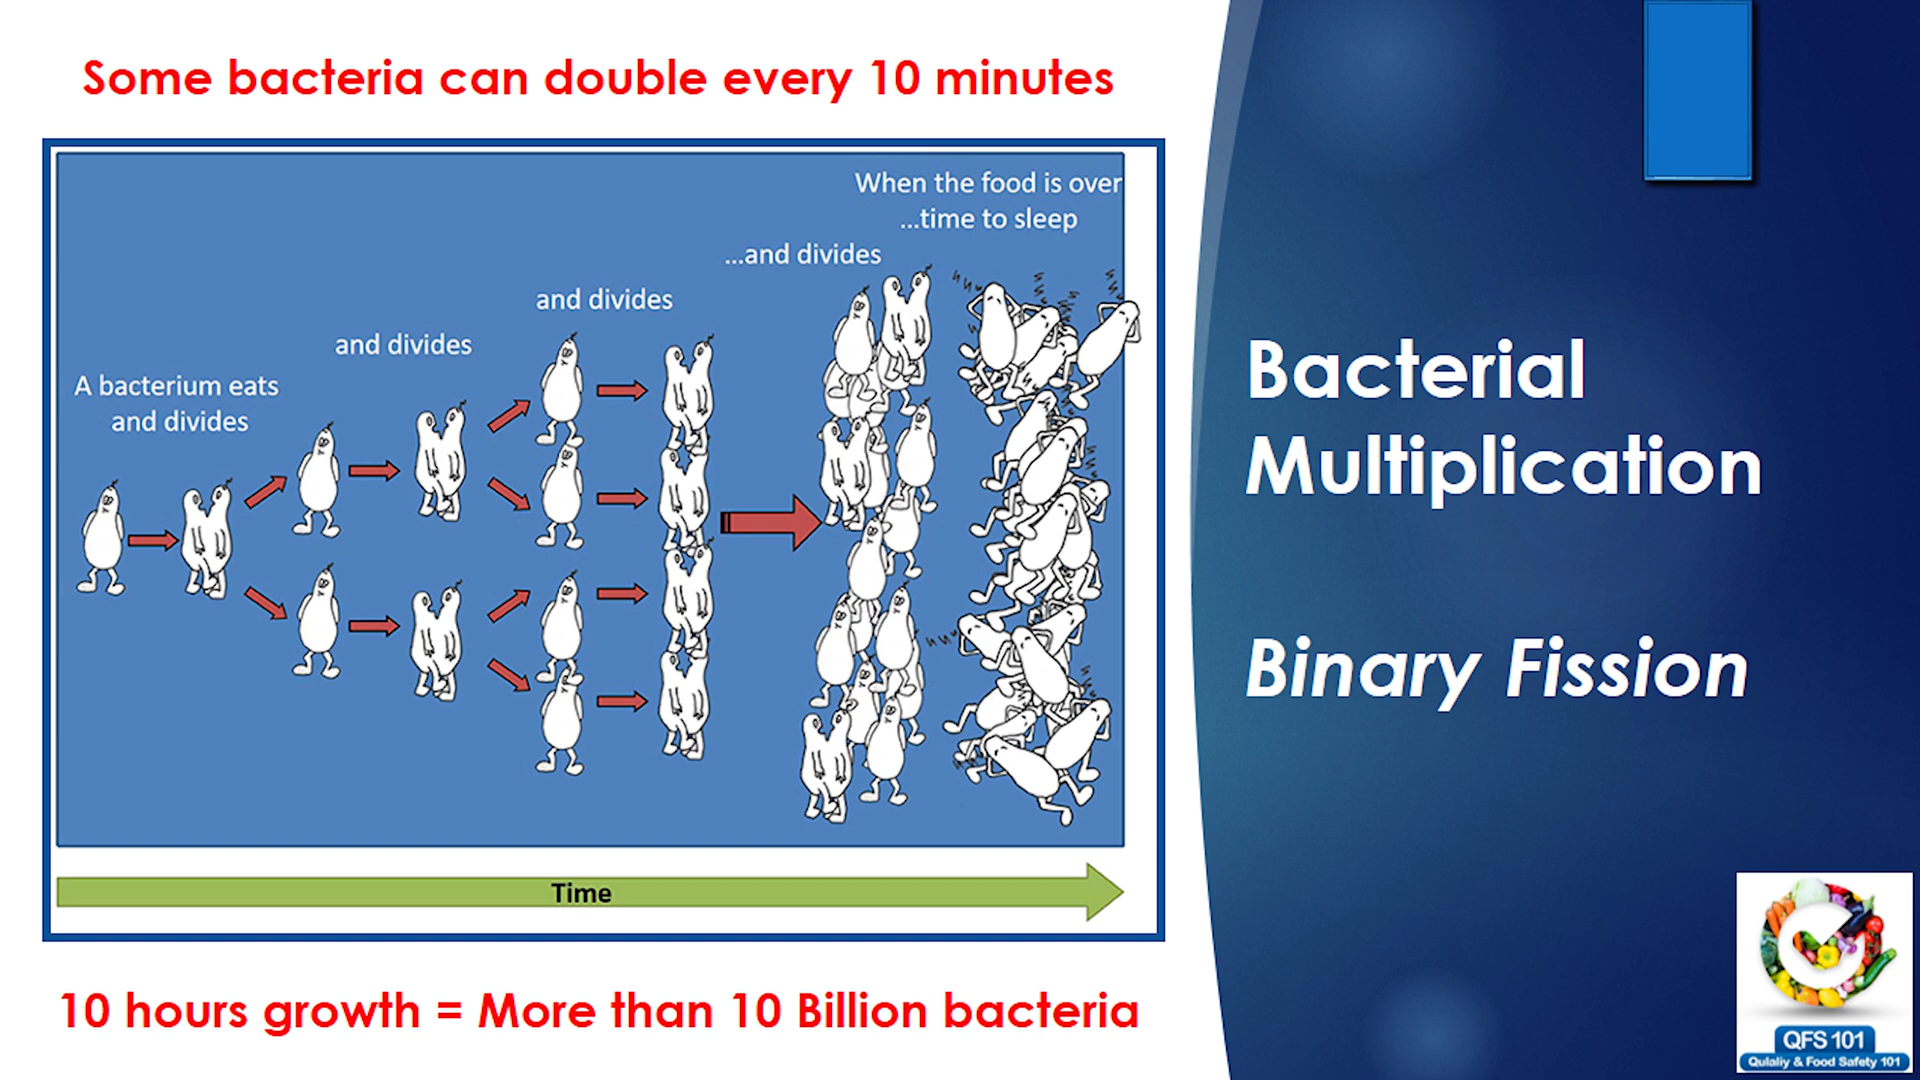 Some bacteria can double every 10 minutes
When the food is over
...time to sleep
...and divides
and divides
and divides
A bacterium eats
and divides
Time
10 hours growth = More than 10 Billion bacteria
Bacterial
Multiplication
Binary Fission
QFS 101
Qulaliy & Food Safety 101